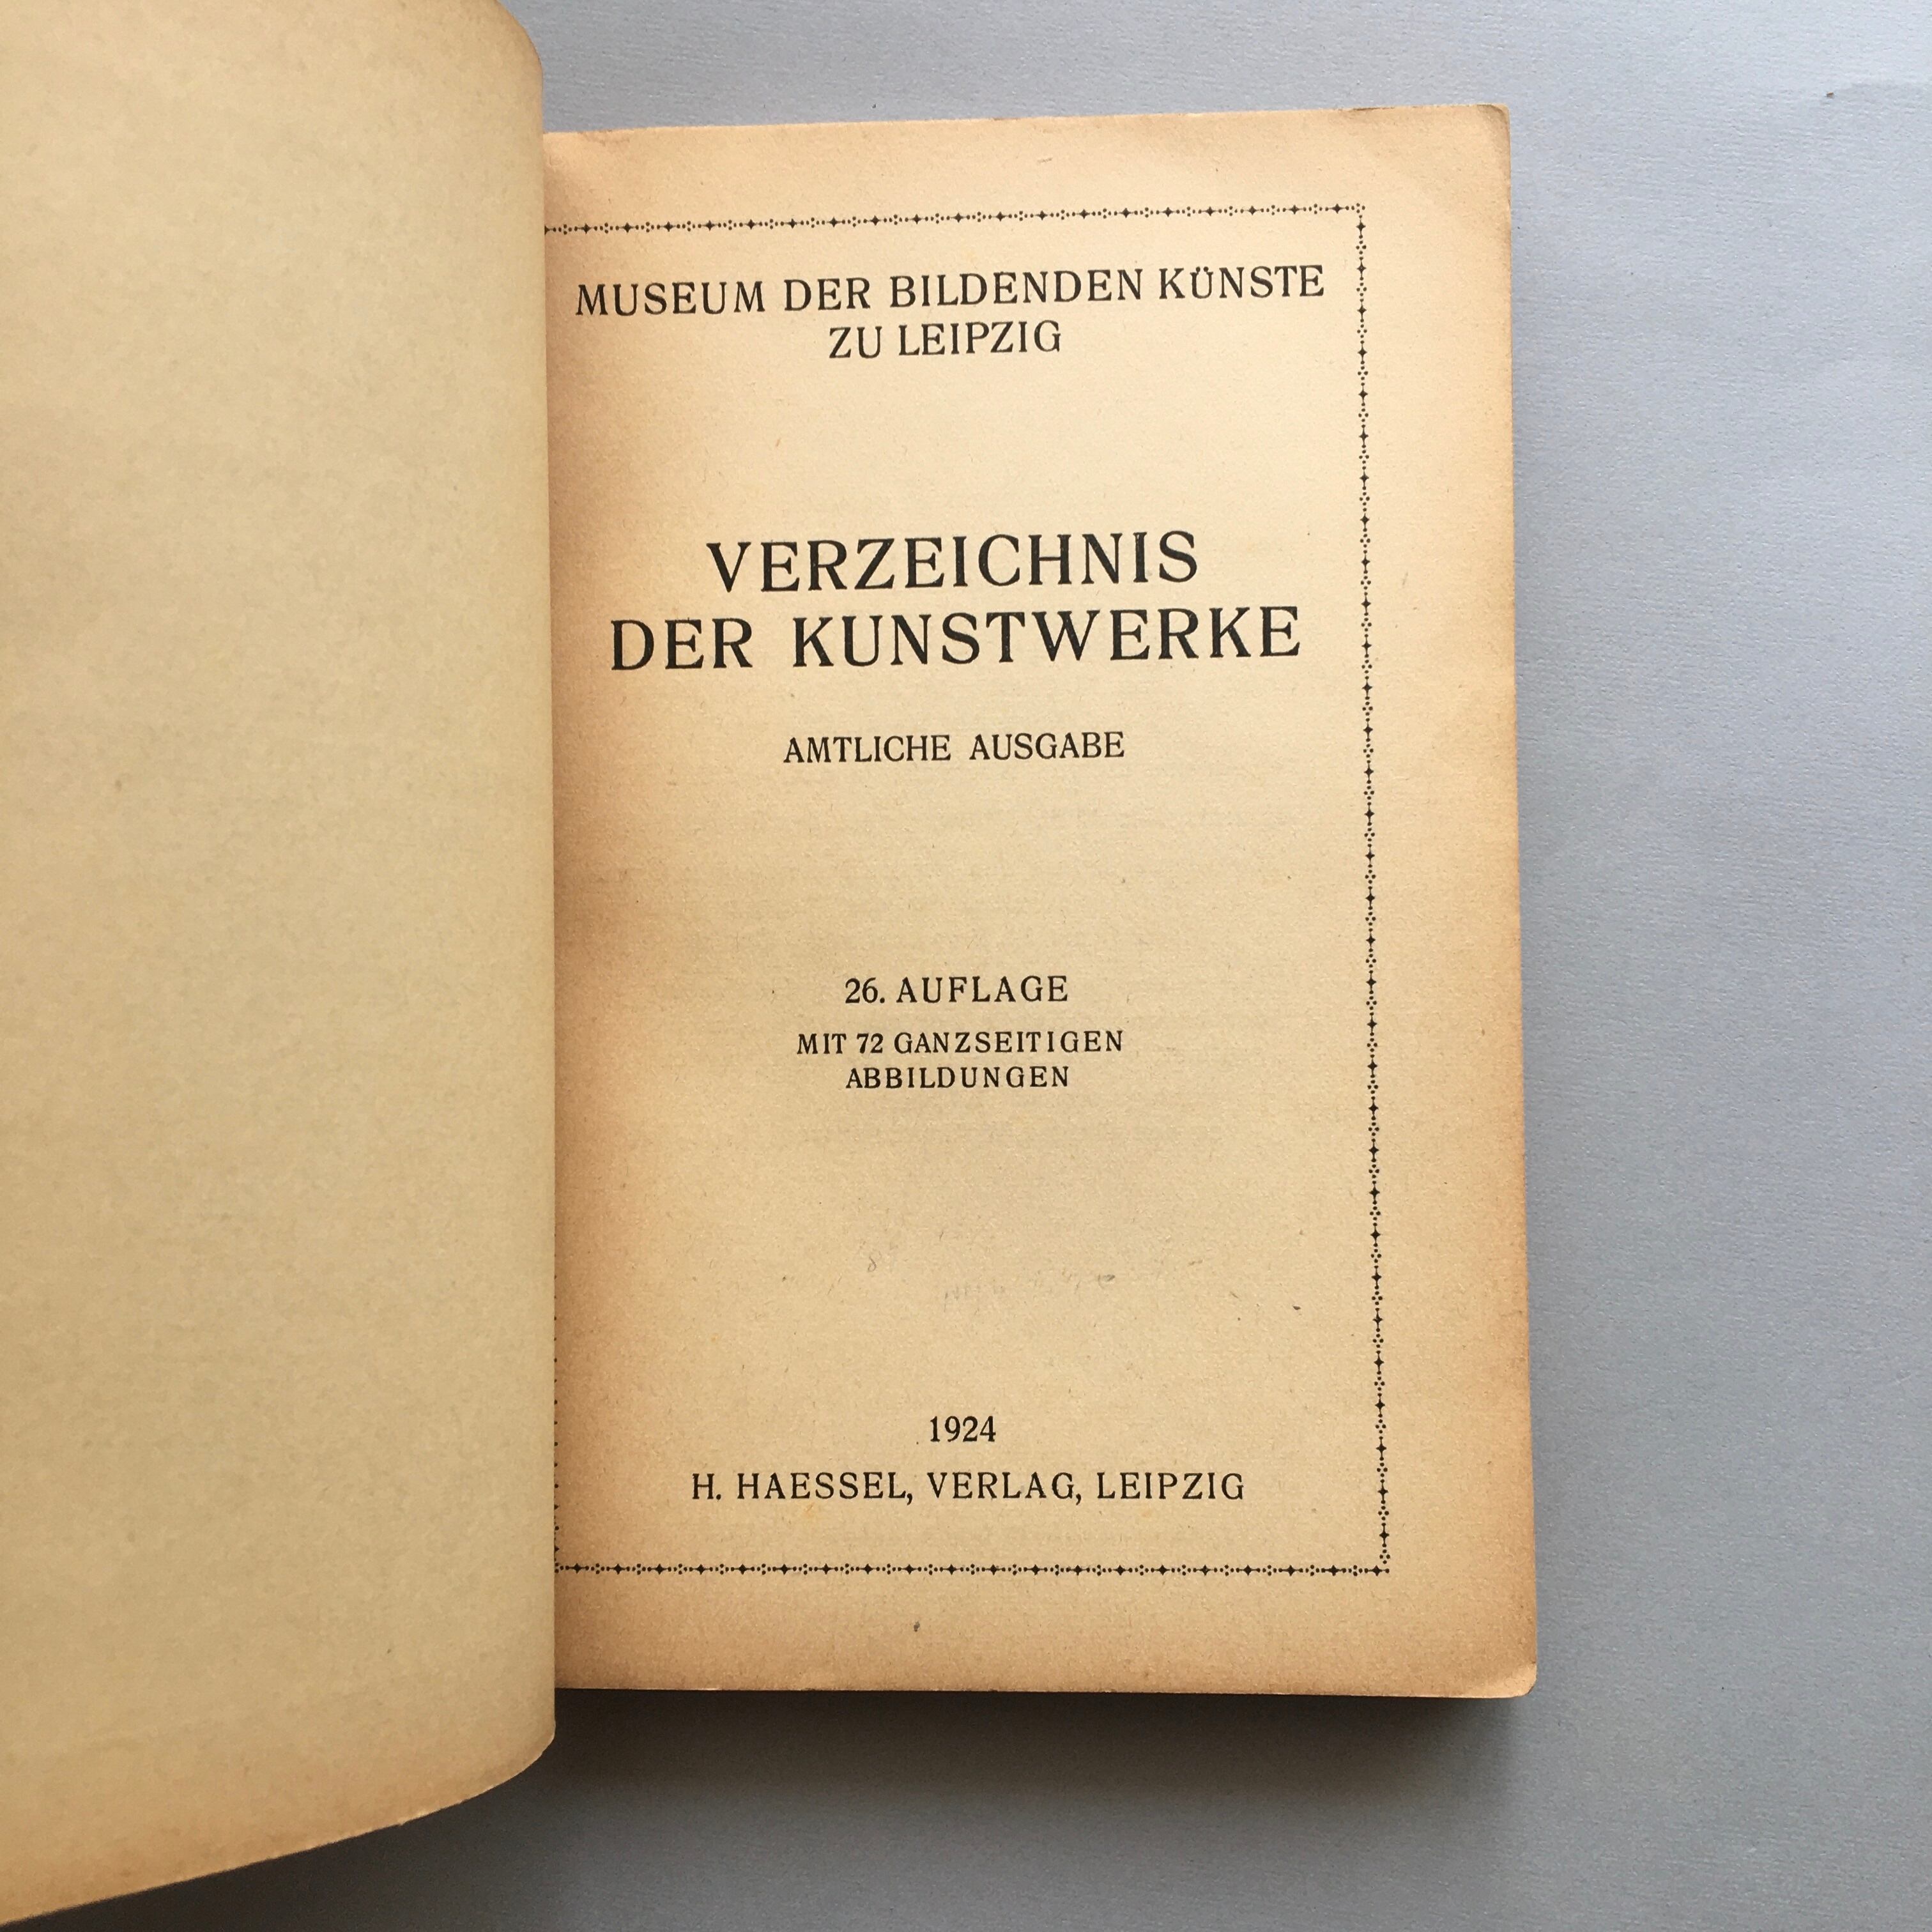 MUSEUM DER BILDENDEN KÜNSTE
ZU LEIPZIG
VERZEICHNIS
DER KUNSTWERKE
AMTLICHE AUSGABE
26. AUFLAGE
MIT 72 GANZSEITIGEN
ABBILDUNGEN
1924
H. HAESSEL, VERLAG, LEIPZIG